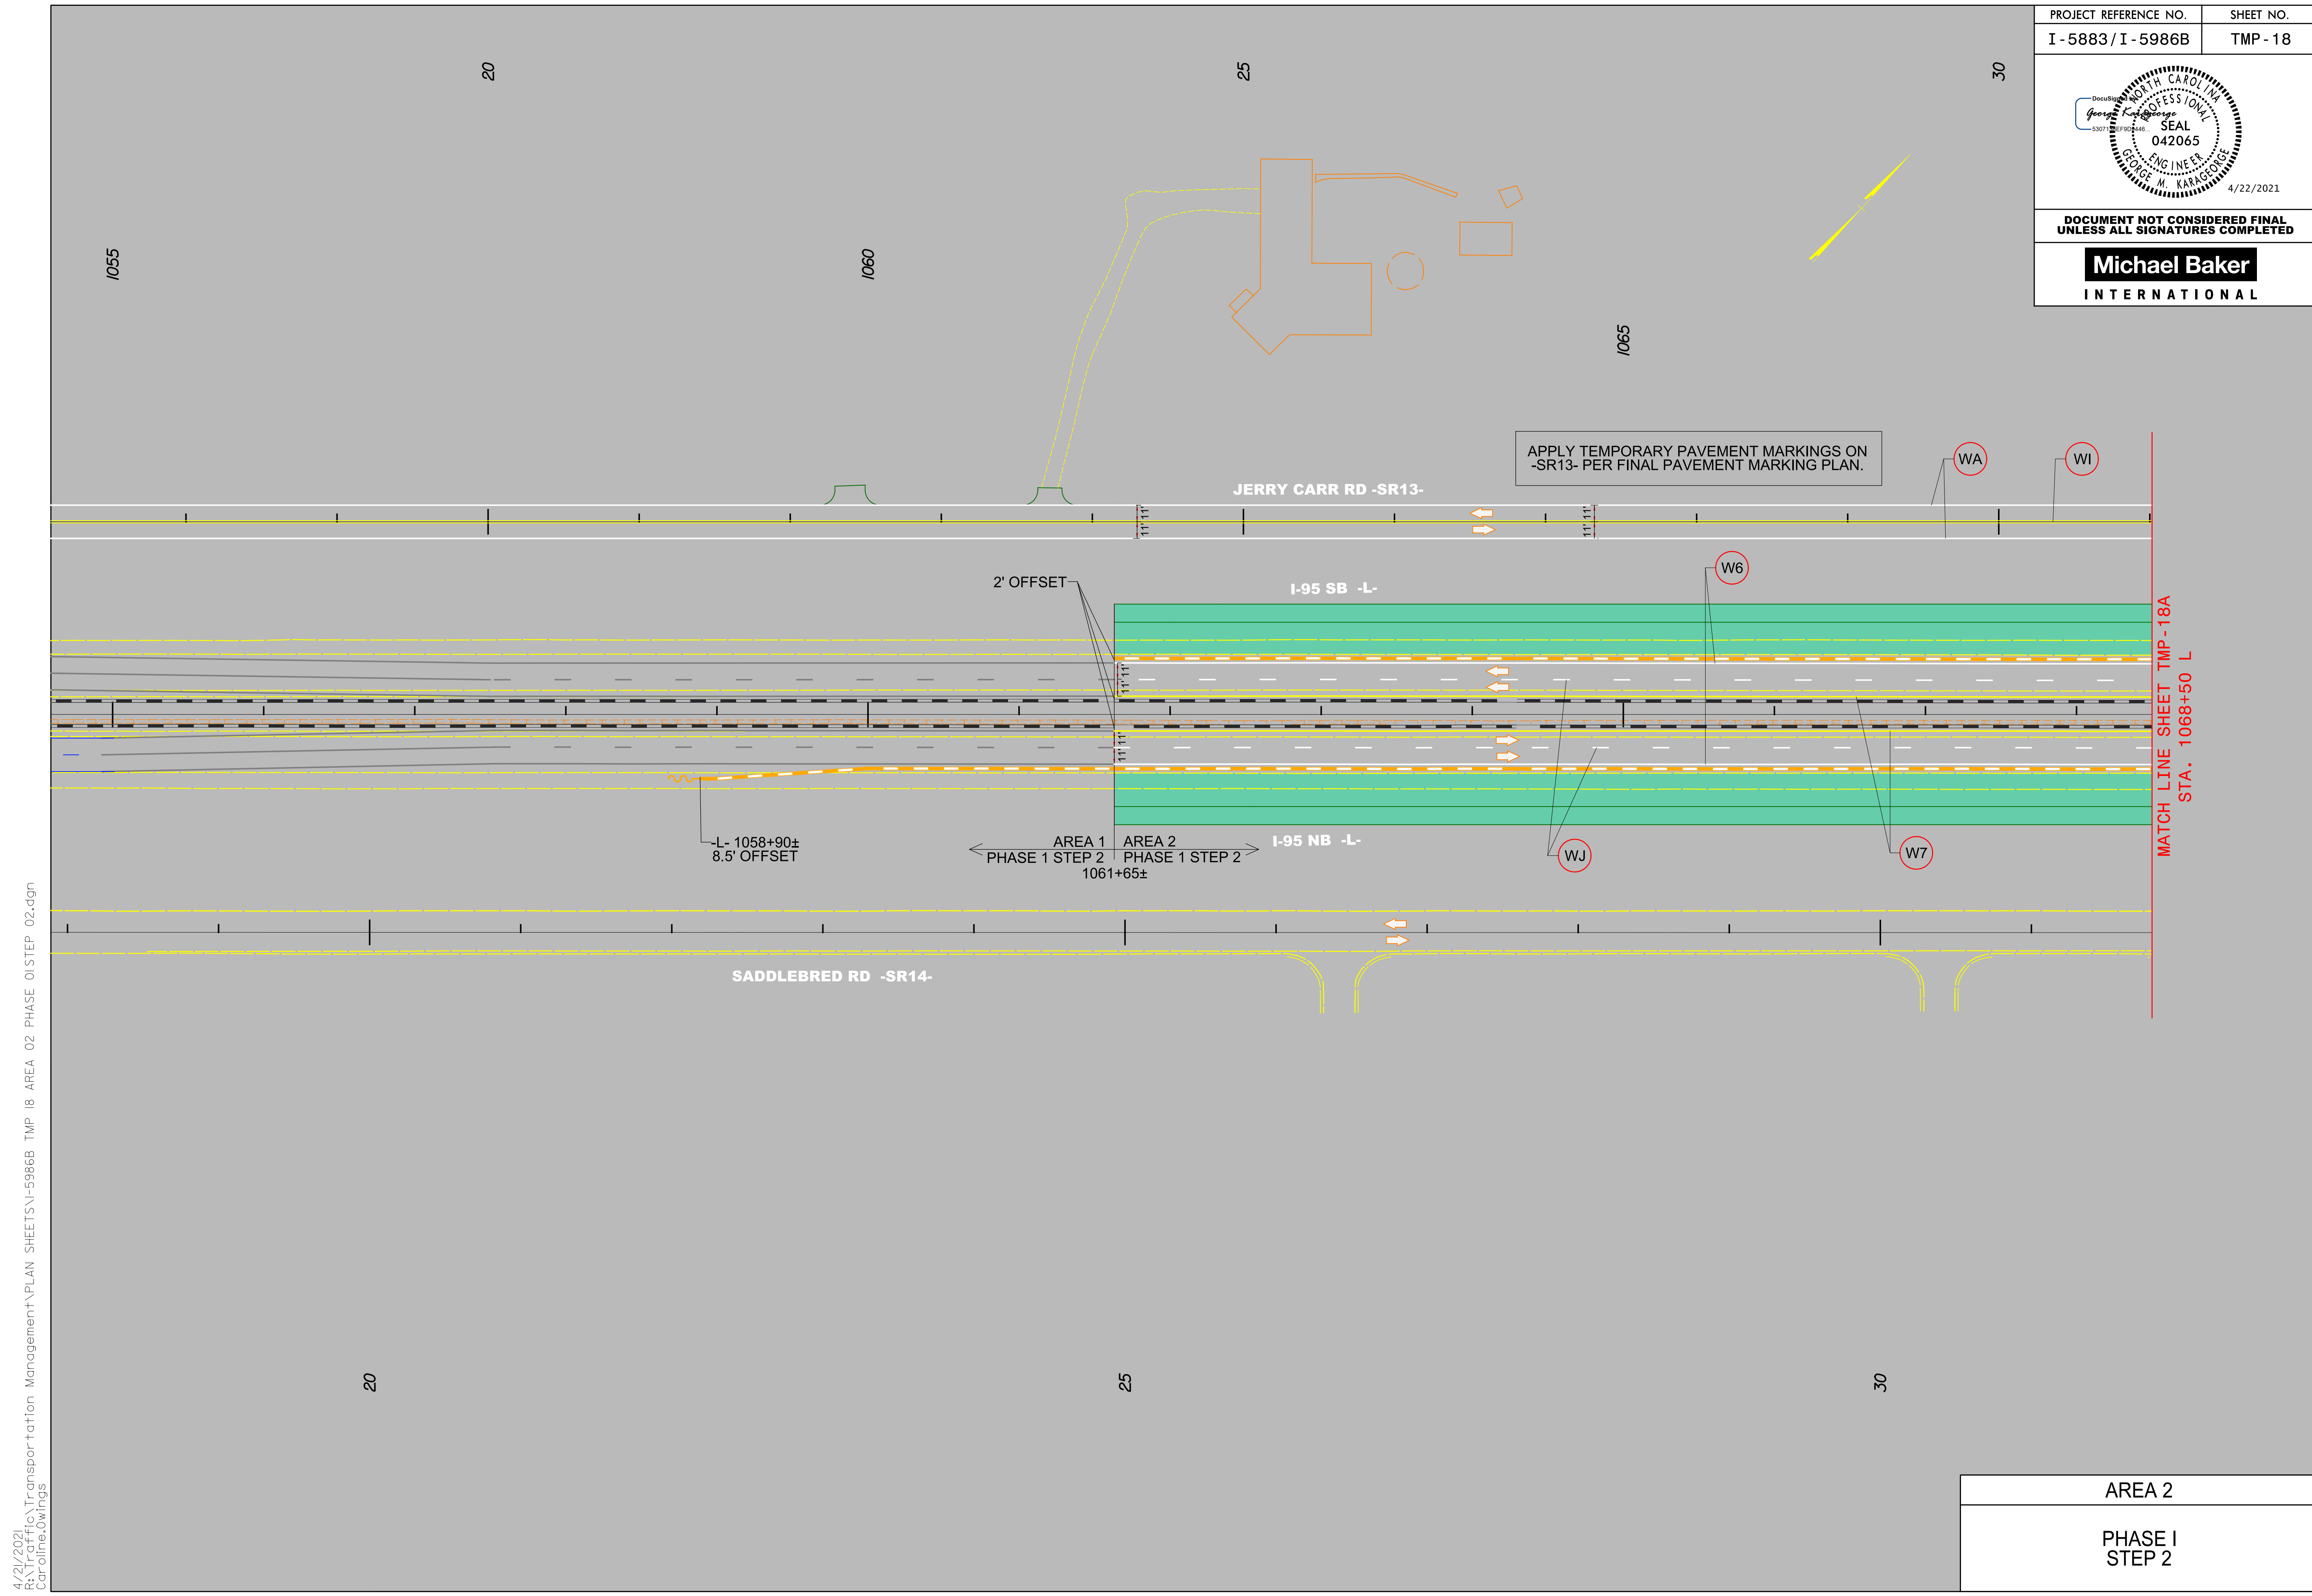 PROJECT REFERENCE NO.
SHEET NO.
I-5883/I-5986B
TMP-18
NORTH CAROLINA
PROFESSIONAL
SEAL
042065
ENGINEER
GEORGE M. KARAGEORGE
George Karageorge
4/22/2021
DOCUMENT NOT CONSIDERED FINAL
UNLESS ALL SIGNATURES COMPLETED
Michael Baker
INTERNATIONAL
20
25
30
1055
1060
1065
APPLY TEMPORARY PAVEMENT MARKINGS ON
-SR13- PER FINAL PAVEMENT MARKING PLAN.
WA
WI
JERRY CARR RD -SR13-
11' 11'
11' 11'
W6
2' OFFSET
I-95 SB -L-
11' 11'
11' 11'
MATCH LINE SHEET TMP-18A
STA. 1068+50 L
-L- 1058+90±
8.5' OFFSET
AREA 1
AREA 2
PHASE 1 STEP 2
PHASE 1 STEP 2
1061+65±
I-95 NB -L-
WJ
W7
SADDLEBRED RD -SR14-
20
25
30
AREA 2
PHASE I
STEP 2
4/21/2021
R:\Traffic\Transportation Management\PLAN SHEETS\I-5986B TMP 18 AREA 02 PHASE 01STEP 02.dgn
Caroline.Owings